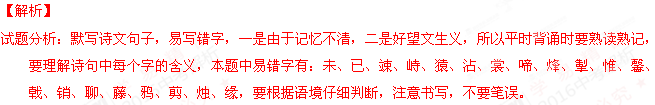 【解析】
试题分析：默写诗文句子，易写错字，一是由于记忆不清，二是好望文生义，所以平时背诵时要熟读熟记，
要理解诗句中每个字的含义，本题中易错字有：未、已、竦、峙、猿、沾、裳、啼、烽、掣、惟、馨、
戟、销、聊、藤、鸦、剪、烛、缘，要根据语境仔细判断，注意书写，不要笔误。